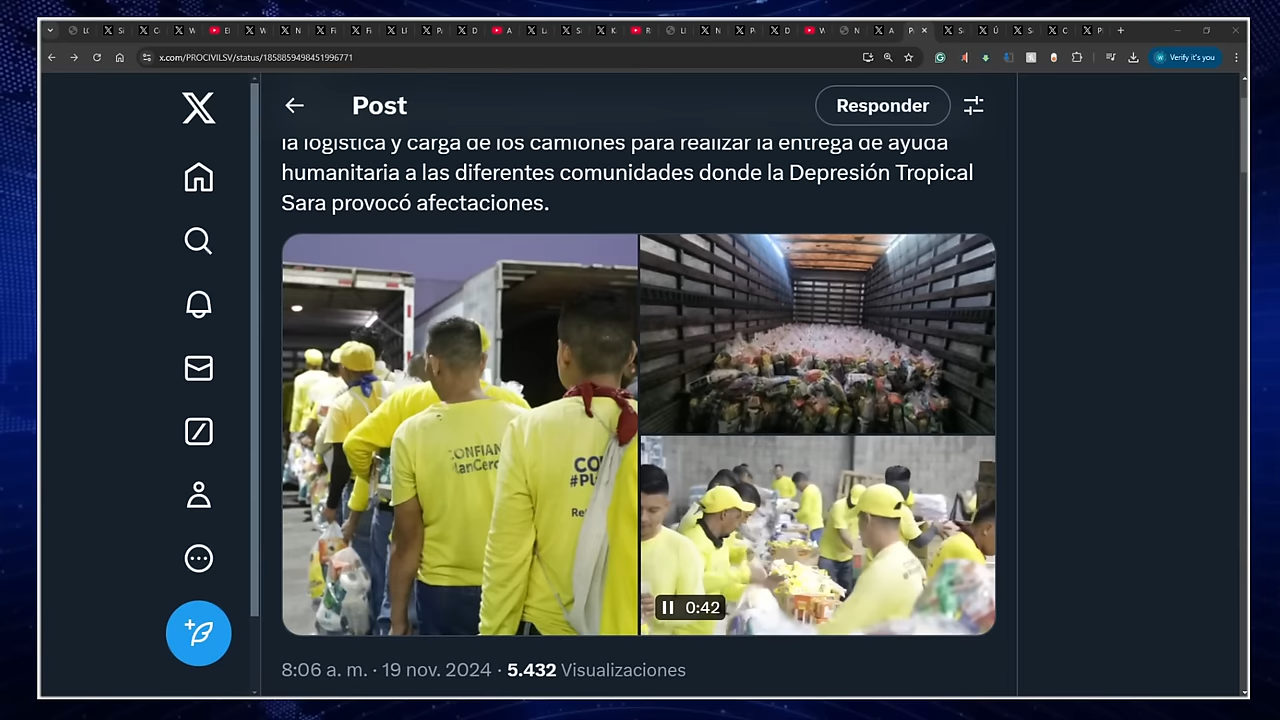 x.com/PROCIVILSV/status/1858859498451996771
Verify it's you
Post
Responder
la logística y carga de los camiones para realizar la entrega de ayuda
humanitaria a las diferentes comunidades donde la Depresión Tropical
Sara provocó afectaciones.
CONFIAN
#PL
0:42
8:06 a. m. · 19 nov. 2024 · 5.432 Visualizaciones